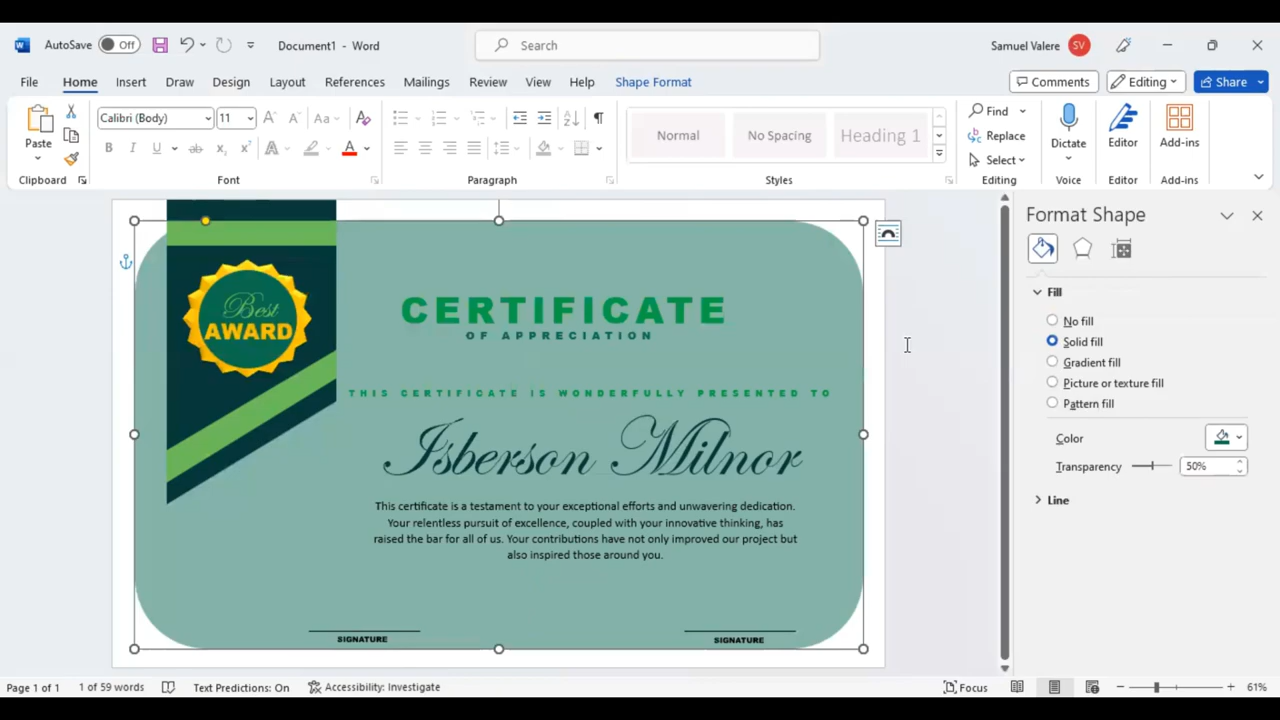 AutoSave Off Document1 - Word Search Samuel Valere SV
File Home Insert Draw Design Layout References Mailings Review View Help Shape Format Comments Editing Share
Calibri (Body) 11 Aa Find
Paste Normal No Spacing Heading 1 Replace Dictate Editor Add-ins
Select
Clipboard Font Paragraph Styles Editing Voice Editor Add-ins
Format Shape
Fill
No fill
Solid fill
Gradient fill
Picture or texture fill
Pattern fill
Color
Transparency 50%
Line
Best
AWARD
CERTIFICATE
OF APPRECIATION
THIS CERTIFICATE IS WONDERFULLY PRESENTED TO
Isberson Milnor
This certificate is a testament to your exceptional efforts and unwavering dedication.
Your relentless pursuit of excellence, coupled with your innovative thinking, has
raised the bar for all of us. Your contributions have not only improved our project but
also inspired those around you.
SIGNATURE SIGNATURE
Page 1 of 1 1 of 59 words Text Predictions: On Accessibility: Investigate Focus 61%